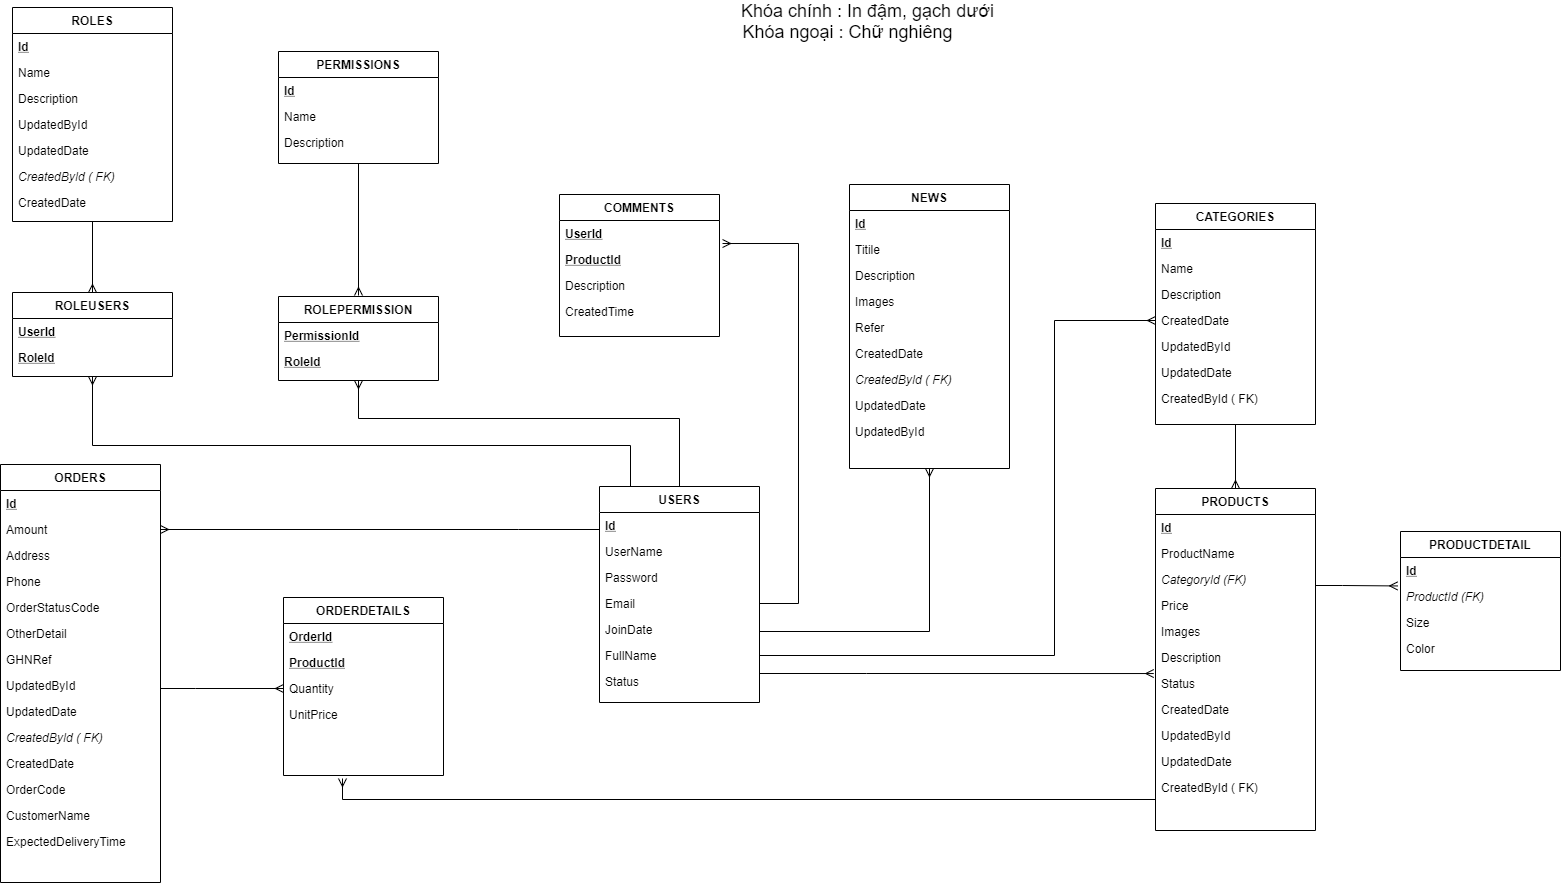 Khóa chính : In đậm, gạch dưới
Khóa ngoại : Chữ nghiêng
ROLES
Id
Name
Description
UpdatedById
UpdatedDate
CreatedById ( FK)
CreatedDate
PERMISSIONS
Id
Name
Description
COMMENTS
UserId
ProductId
Description
CreatedTime
NEWS
Id
Titile
Description
Images
Refer
CreatedDate
CreatedById ( FK)
UpdatedDate
UpdatedById
CATEGORIES
Id
Name
Description
CreatedDate
UpdatedById
UpdatedDate
CreatedById ( FK)
ROLEUSERS
UserId
RoleId
ROLEPERMISSION
PermissionId
RoleId
ORDERS
Id
Amount
Address
Phone
OrderStatusCode
OtherDetail
GHNRef
UpdatedById
UpdatedDate
CreatedById ( FK)
CreatedDate
OrderCode
CustomerName
ExpectedDeliveryTime
ORDERDETAILS
OrderId
ProductId
Quantity
UnitPrice
USERS
Id
UserName
Password
Email
JoinDate
FullName
Status
PRODUCTS
Id
ProductName
CategoryId (FK)
Price
Images
Description
Status
CreatedDate
UpdatedById
UpdatedDate
CreatedById ( FK)
PRODUCTDETAIL
Id
ProductId (FK)
Size
Color